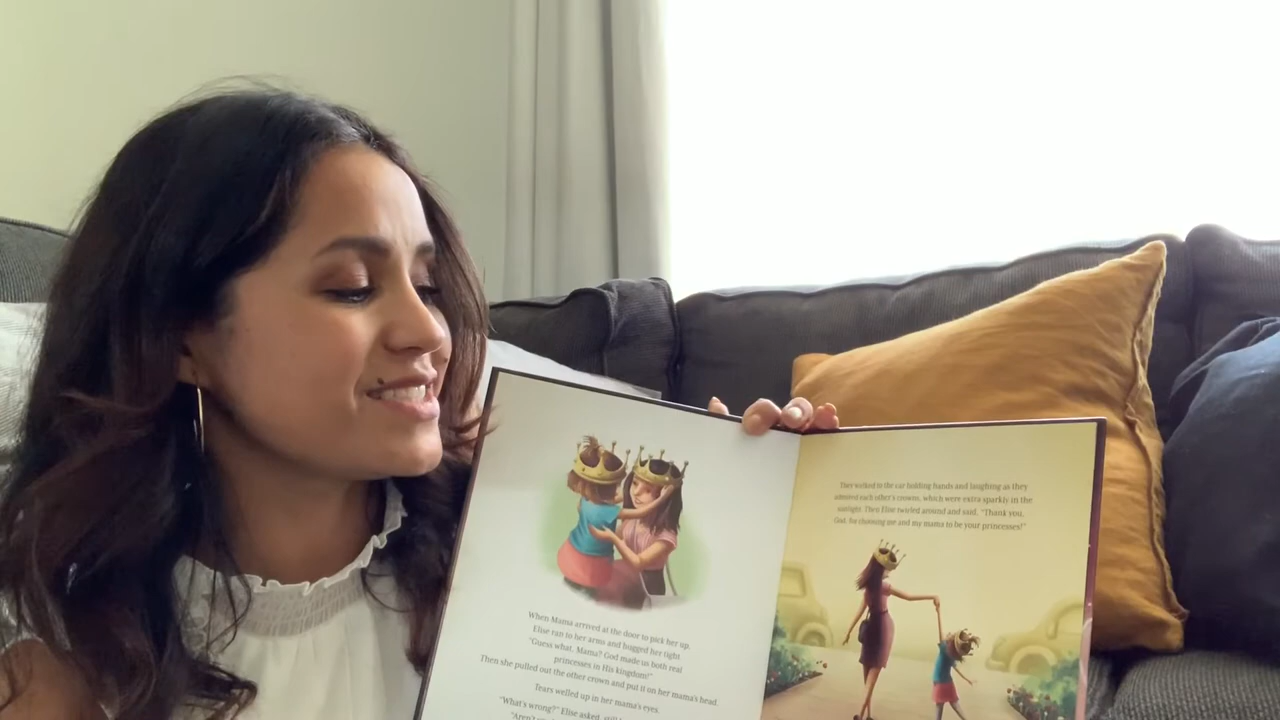 When Mama arrived at the door to pick her up,
Elise ran to her arms and hugged her tight.
"Guess what, Mama? God made us both real
princesses in His kingdom!"
Then she pulled out the other crown and put it on her mama's head.
Tears welled up in her mama's eyes.
"What's wrong?" Elise asked, still
"Aren't
They walked to the car holding hands and laughing as they
admired each other's crowns, which were extra sparkly in the
sunlight. Then Elise twirled around and said, "Thank you,
God, for choosing me and my mama to be your princesses!"